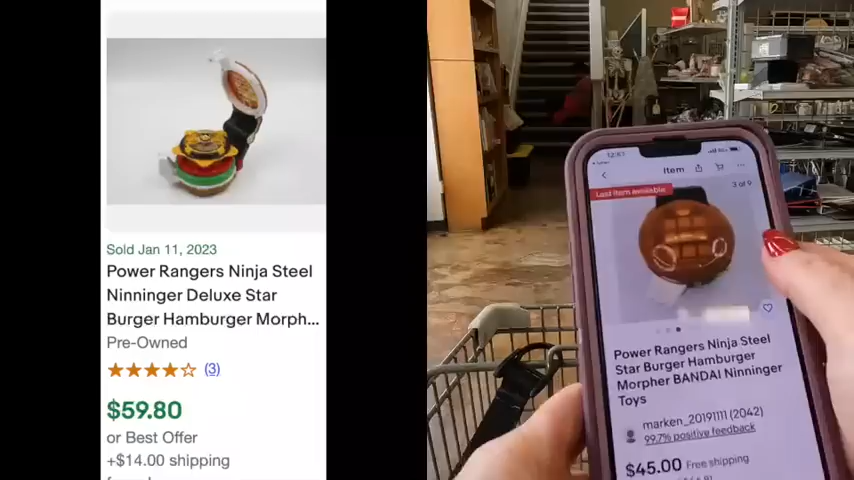 Sold Jan 11, 2023
Power Rangers Ninja Steel
Ninninger Deluxe Star
Burger Hamburger Morph...
Pre-Owned
(3)
$59.80
or Best Offer
+$14.00 shipping
12:47
Item
Last item available
3 of 9
Power Rangers Ninja Steel
Star Burger Hamburger
Morpher BANDAI Ninninger
Toys
marken_20191111 (2042)
99.7% positive feedback
$45.00 Free shipping